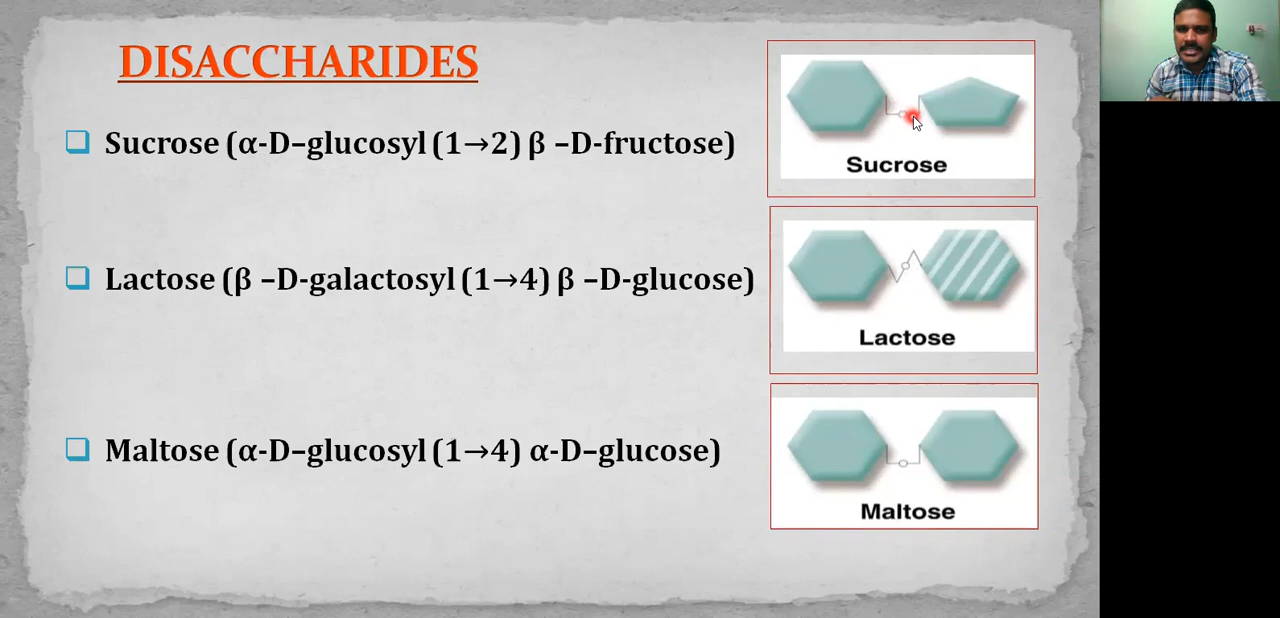 DISACCHARIDES
Sucrose (α-D–glucosyl (1→2) β –D-fructose)
Sucrose
Lactose (β –D-galactosyl (1→4) β –D-glucose)
Lactose
Maltose (α-D–glucosyl (1→4) α-D–glucose)
Maltose